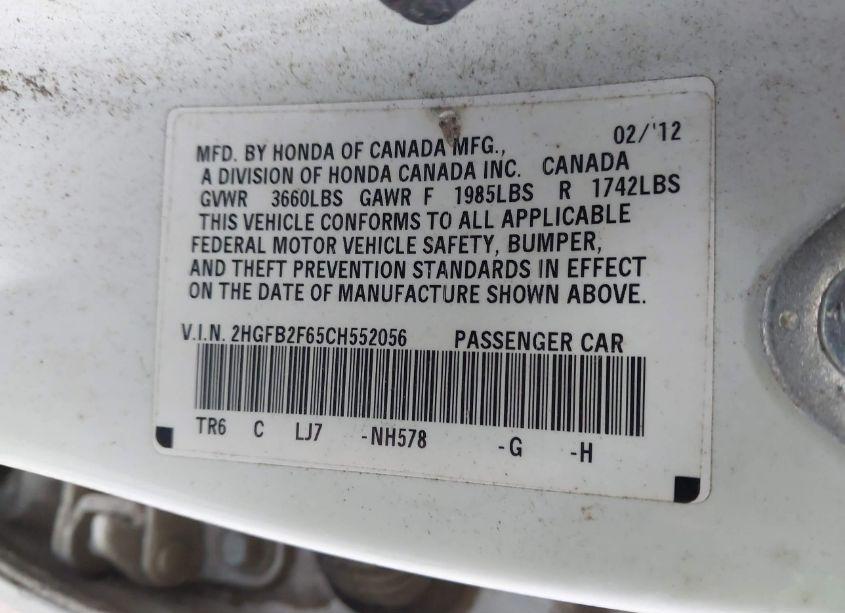 02/'12
MFD. BY HONDA OF CANADA MFG.,
A DIVISION OF HONDA CANADA INC. CANADA
GVWR 3660LBS GAWR F 1985LBS R 1742LBS
THIS VEHICLE CONFORMS TO ALL APPLICABLE
FEDERAL MOTOR VEHICLE SAFETY, BUMPER,
AND THEFT PREVENTION STANDARDS IN EFFECT
ON THE DATE OF MANUFACTURE SHOWN ABOVE.
V.I.N. 2HGFB2F65CH552056 PASSENGER CAR
TR6 C LJ7 -NH578 -G -H